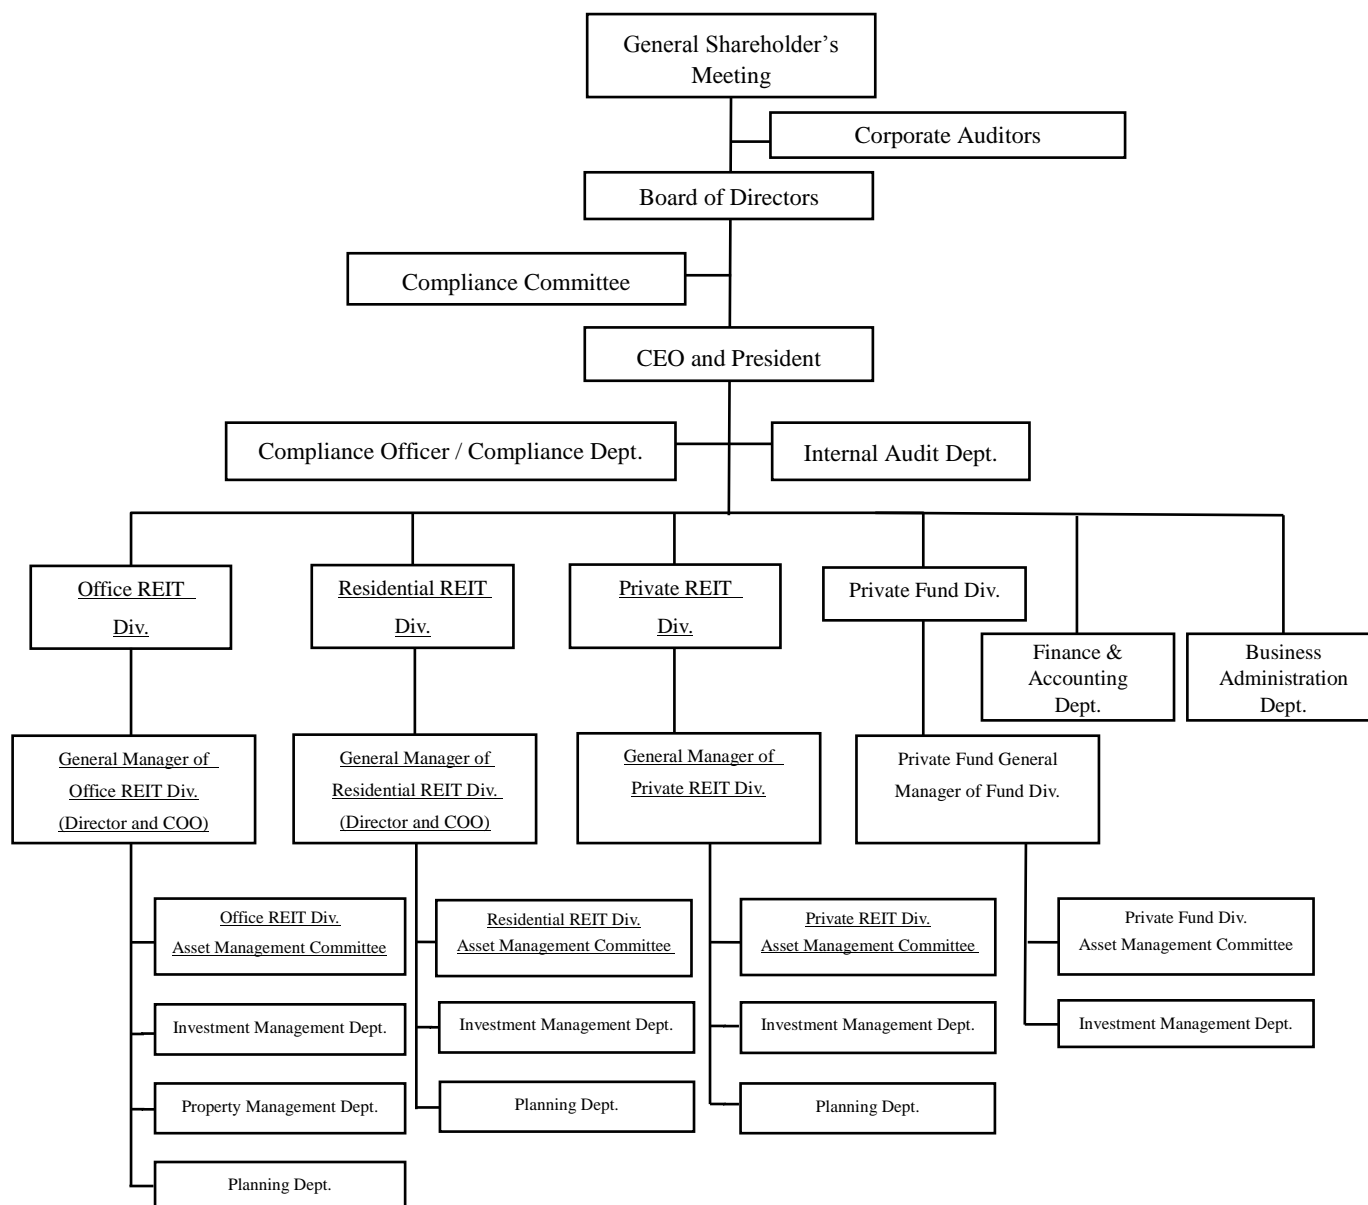 General Shareholder’s
Meeting
Corporate Auditors
Board of Directors
Compliance Committee
CEO and President
Compliance Officer / Compliance Dept.
Internal Audit Dept.
Office REIT
Div.
Residential REIT
Div.
Private REIT
Div.
Private Fund Div.
Finance &
Accounting
Dept.
Business
Administration
Dept.
General Manager of
Office REIT Div.
(Director and COO)
General Manager of
Residential REIT Div.
(Director and COO)
General Manager of
Private REIT Div.
Private Fund General
Manager of Fund Div.
Office REIT Div.
Asset Management Committee
Residential REIT Div.
Asset Management Committee
Private REIT Div.
Asset Management Committee
Private Fund Div.
Asset Management Committee
Investment Management Dept.
Investment Management Dept.
Investment Management Dept.
Investment Management Dept.
Property Management Dept.
Planning Dept.
Planning Dept.
Planning Dept.